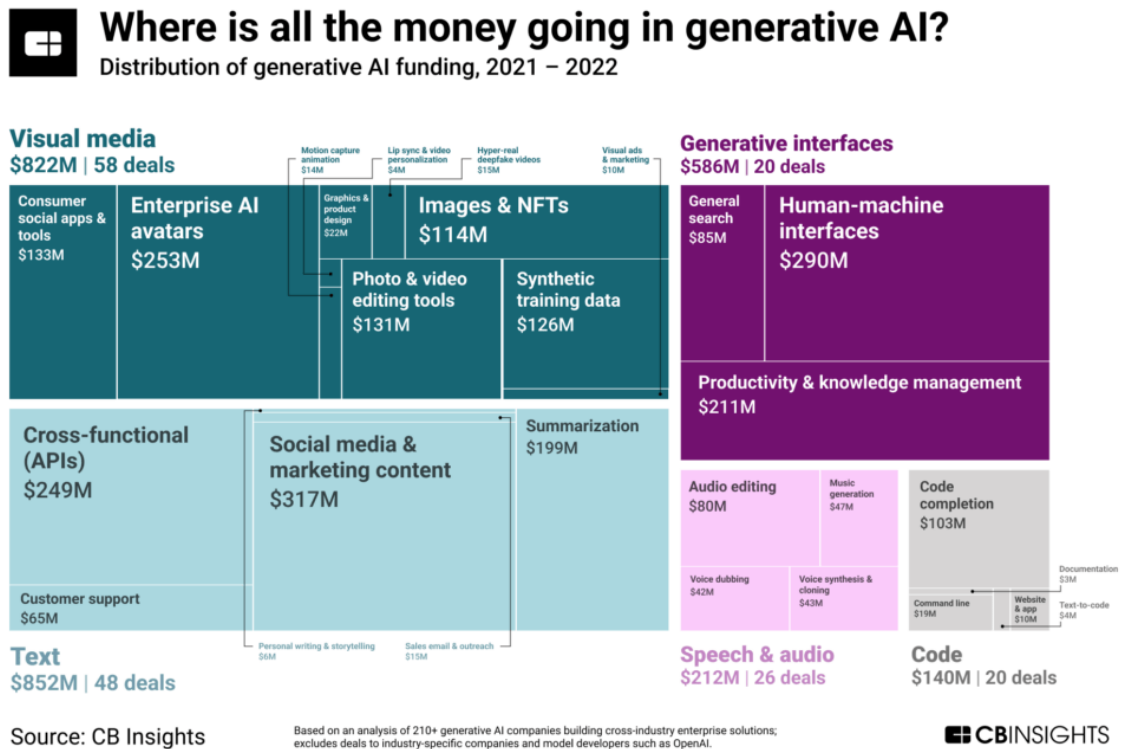 Where is all the money going in generative AI?
Distribution of generative AI funding, 2021 – 2022
Visual media
$822M | 58 deals
Motion capture
animation
$14M
Lip sync & video
personalization
$4M
Hyper-real
deepfake videos
$15M
Visual ads
& marketing
$10M
Consumer
social apps &
tools
$133M
Enterprise AI
avatars
$253M
Graphics &
product
design
$22M
Images & NFTs
$114M
Photo & video
editing tools
$131M
Synthetic
training data
$126M
Generative interfaces
$586M | 20 deals
General
search
$85M
Human-machine
interfaces
$290M
Productivity & knowledge management
$211M
Cross-functional
(APIs)
$249M
Social media &
marketing content
$317M
Summarization
$199M
Customer support
$65M
Personal writing & storytelling
$6M
Sales email & outreach
$15M
Text
$852M | 48 deals
Audio editing
$80M
Music
generation
$47M
Voice dubbing
$42M
Voice synthesis &
cloning
$43M
Speech & audio
$212M | 26 deals
Code
completion
$103M
Command line
$19M
Website
& app
$10M
Documentation
$3M
Text-to-code
$4M
Code
$140M | 20 deals
Source: CB Insights
Based on an analysis of 210+ generative AI companies building cross-industry enterprise solutions;
excludes deals to industry-specific companies and model developers such as OpenAI.
CBINSIGHTS